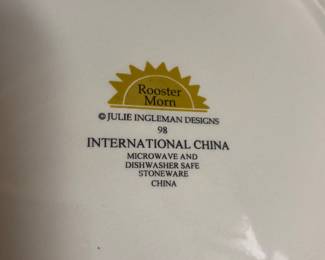 Rooster
Morn
© JULIE INGLEMAN DESIGNS
98
INTERNATIONAL CHINA
MICROWAVE AND
DISHWASHER SAFE
STONEWARE
CHINA